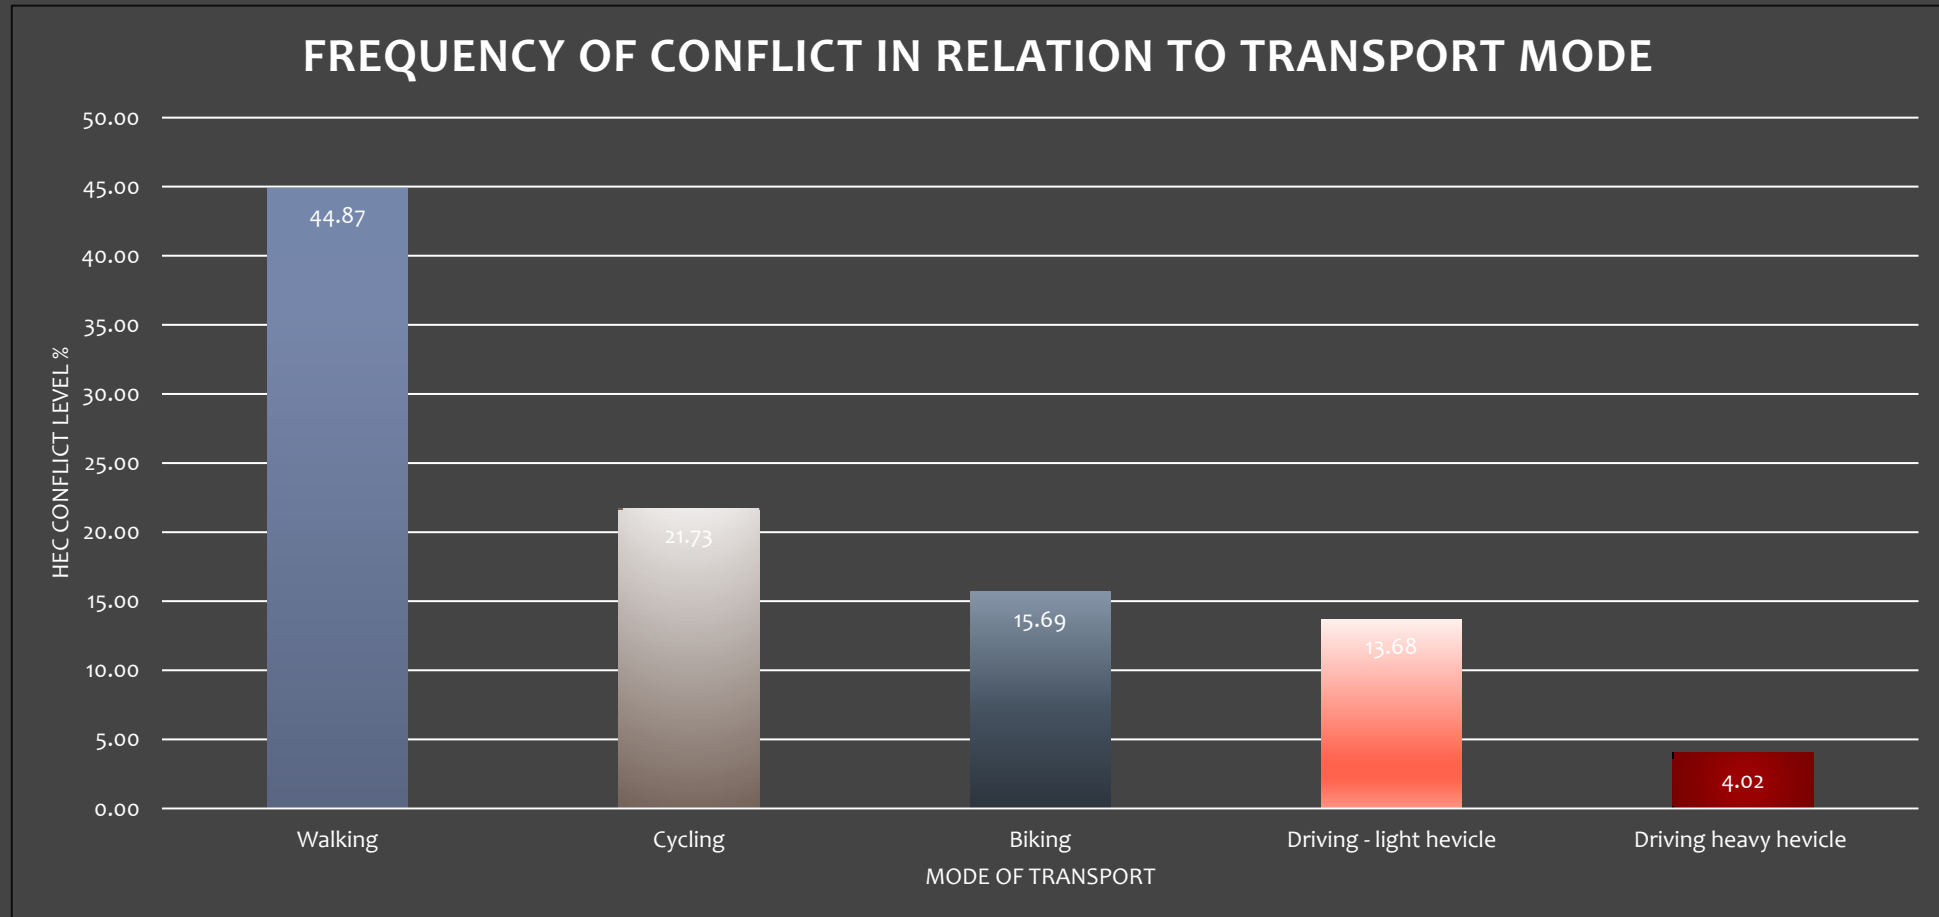 FREQUENCY OF CONFLICT IN RELATION TO TRANSPORT MODE
50.00
45.00
40.00
35.00
30.00
25.00
20.00
15.00
10.00
5.00
0.00
HEC CONFLICT LEVEL %
44.87
21.73
15.69
13.68
4.02
Walking
Cycling
Biking
Driving - light hevicle
Driving heavy hevicle
MODE OF TRANSPORT